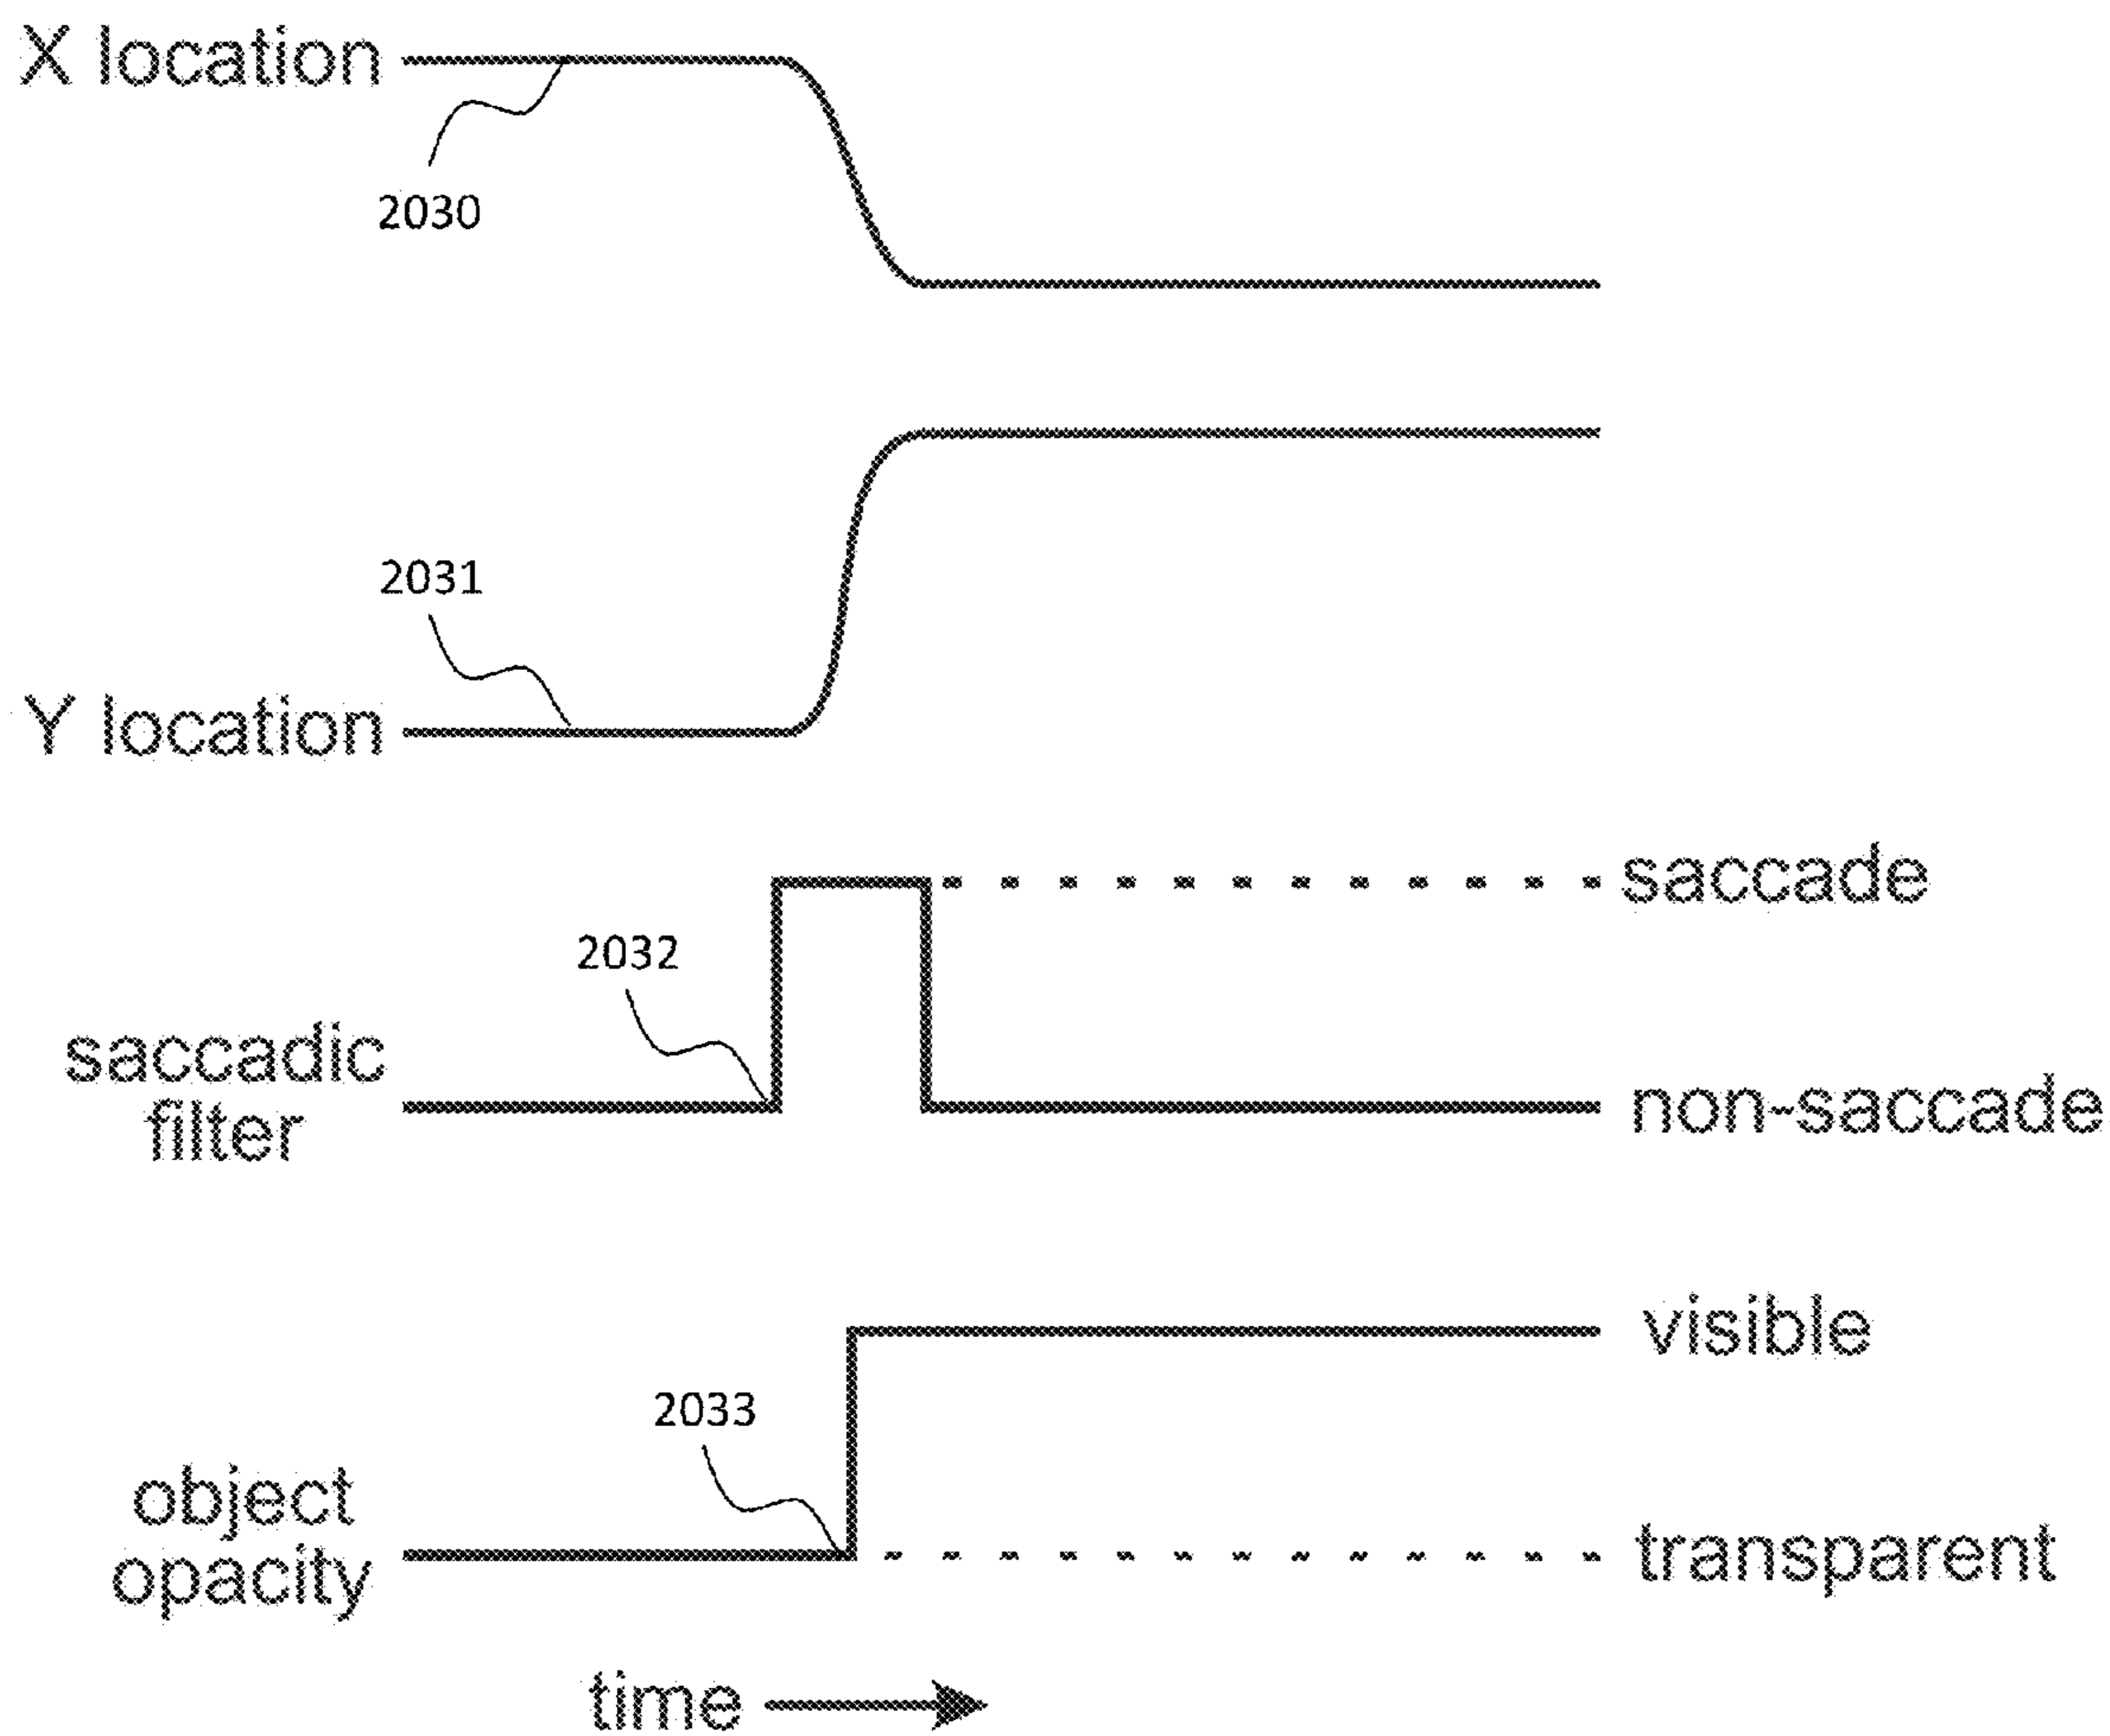 X location
2030
2031
Y location
saccade
2032
saccadic
filter
non-saccade
visible
2033
object
opacity
transparent
time